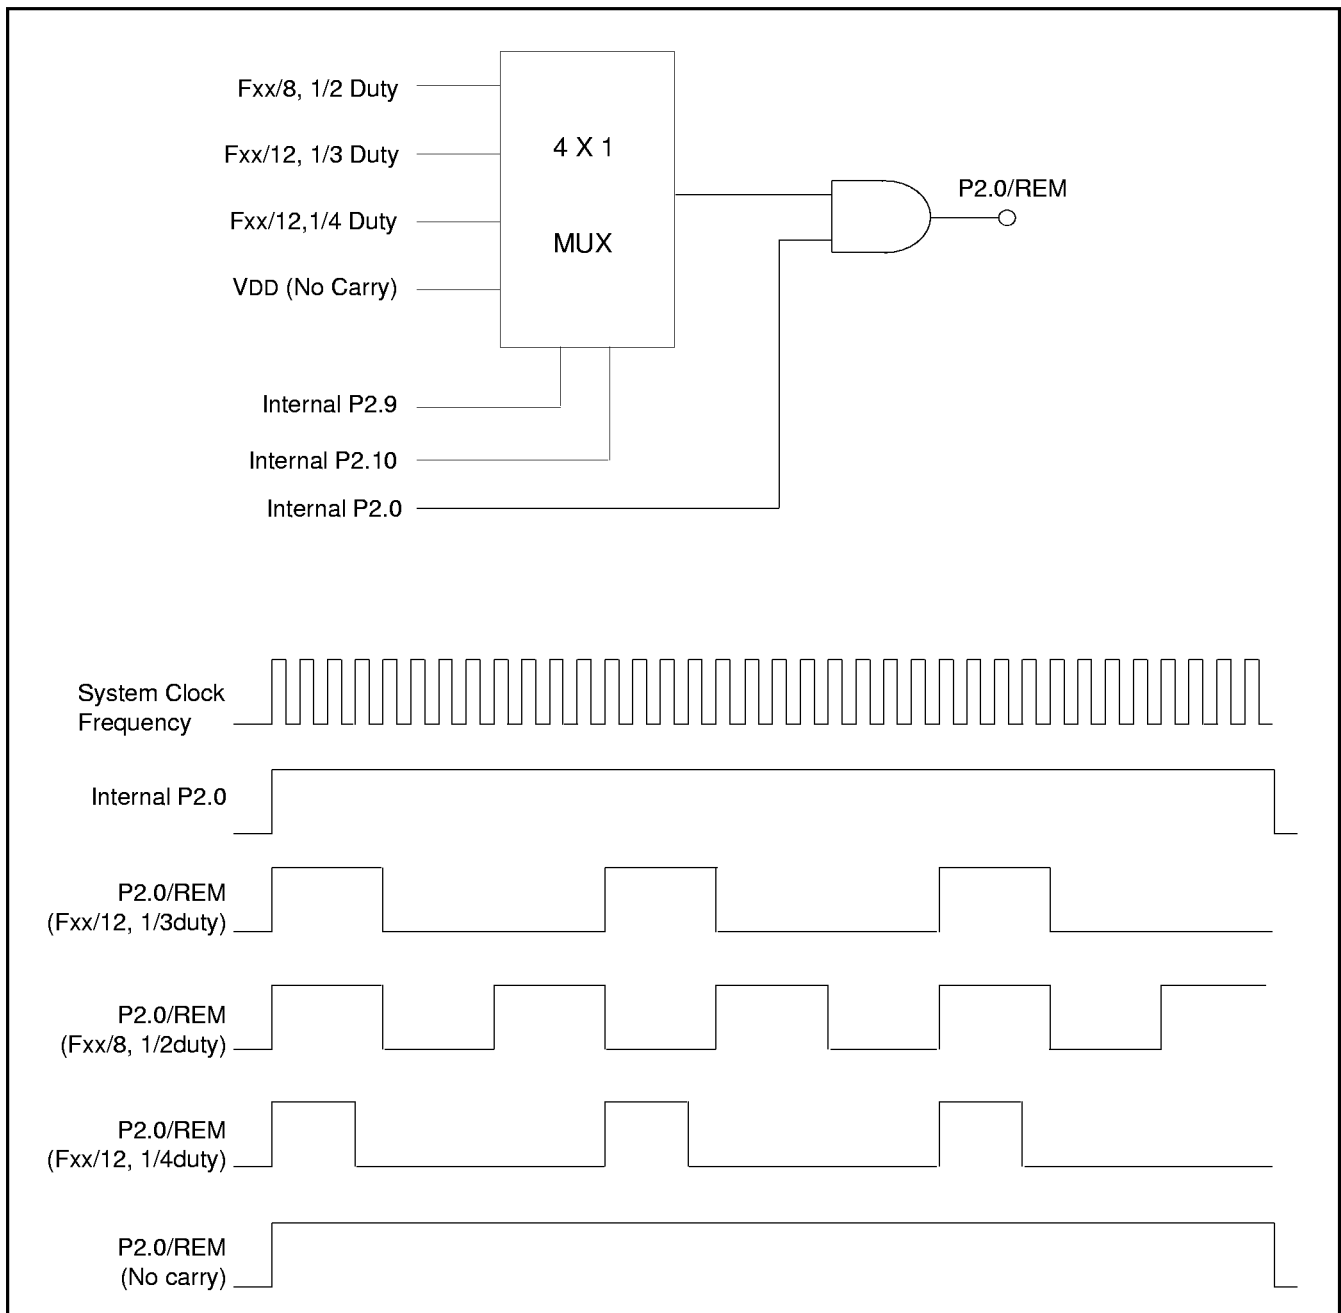 Fxx/8, 1/2 Duty
Fxx/12, 1/3 Duty
Fxx/12,1/4 Duty
VDD (No Carry)
4 X 1
MUX
P2.0/REM
Internal P2.9
Internal P2.10
Internal P2.0
System Clock
Frequency
Internal P2.0
P2.0/REM
(Fxx/12, 1/3duty)
P2.0/REM
(Fxx/8, 1/2duty)
P2.0/REM
(Fxx/12, 1/4duty)
P2.0/REM
(No carry)